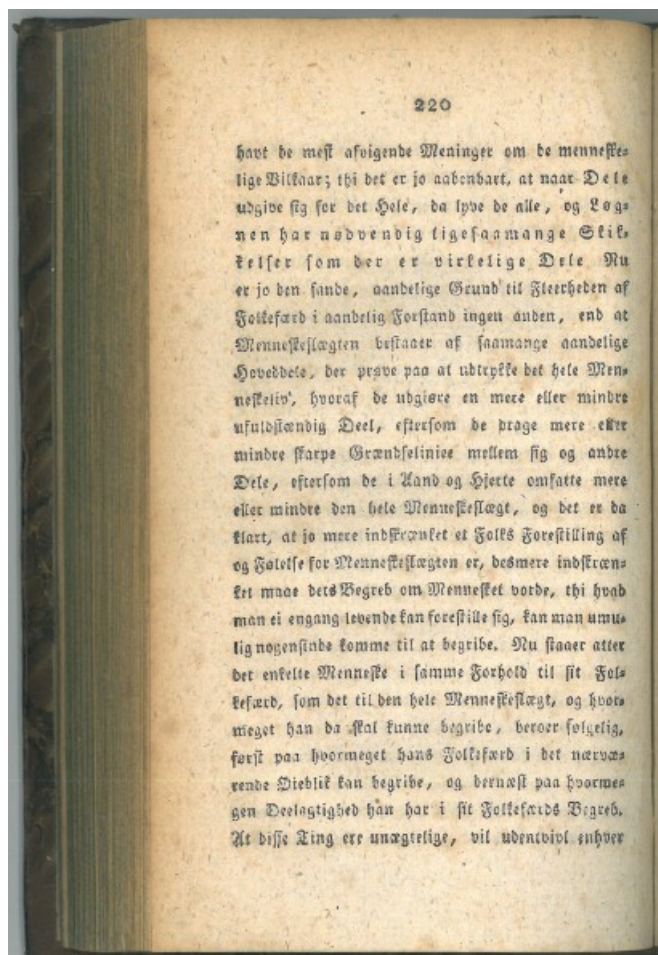 220
havt de mest afvigende Meninger om de menneske-
lige Vilkaar; thi det er jo aabenbart, at naar Dele
udgive sig for det Hele, da lyve de alle, og Løg-
nen har nødvendig ligesaamange Skik-
kelser som der er virkelige Dele Nu
er jo den sande, aandelige Grund til Fleerheden af
Folkefærd i aandelig Forstand ingen anden, end at
Menneskeslægten bestaaer af saamange aandelige
Hoveddele, der prøve paa at udtrykke det hele Men-
neskeliv, hvoraf de udgiøre en mere eller mindre
ufuldstændig Deel, eftersom de drage mere eller
mindre skarpe Grændselinier mellem sig og andre
Dele, eftersom de i Aand og Hjerte omfatte mere
eller mindre den hele Menneskeslægt, og det er da
klart, at jo mere indskrænket et Folks Forestilling af
og Følelse for Menneskeslægten er, desmere indskræn-
ket maae dets Begreb om Mennesket vorde, thi hvad
man ei engang levende kan forestille sig, kan man umu-
lig nogensinde komme til at begribe. Nu staaer atter
det enkelte Menneske i samme Forhold til sit Fol-
kefærd, som det til den hele Menneskeslægt, og hvor-
meget han da skal kunne begribe, beroer følgelig,
først paa hvormeget hans Folkefærd i det nærvæ-
rende Øieblik kan begribe, og dernæst paa hvorme-
gen Deelagtighed han har i sit Folkefærds Begreb.
At disse Ting ere unægtelige, vil udentvivl enhver